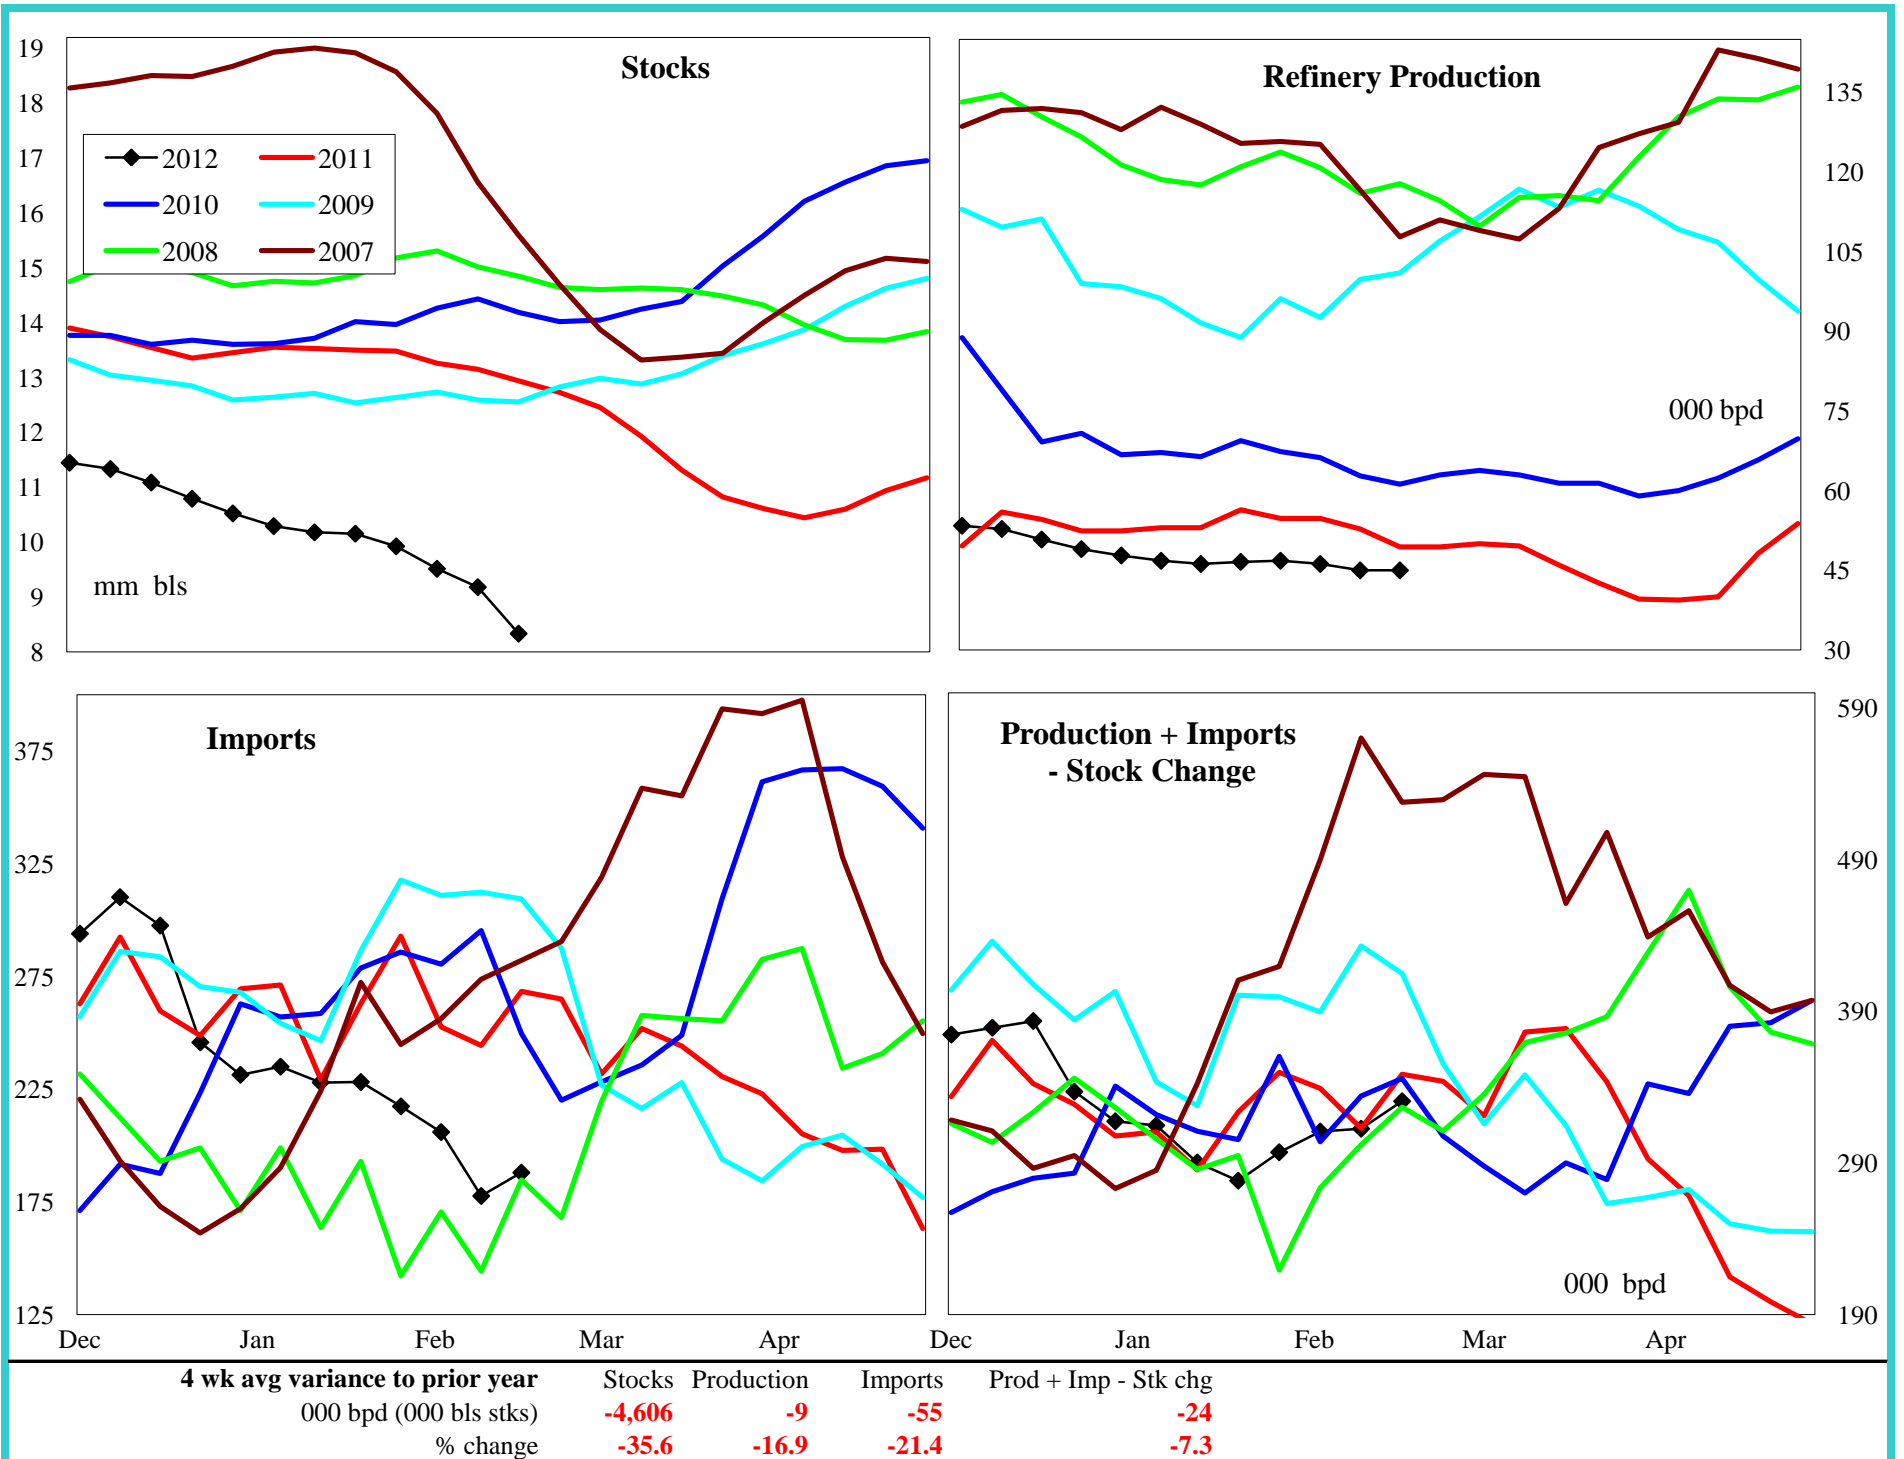 Stocks
19
18
17
16
15
14
13
12
11
10
9
8
2012
2011
2010
2009
2008
2007
mm bls
Refinery Production
135
120
105
90
75
60
45
30
000 bpd
Imports
375
325
275
225
175
125
Dec Jan Feb Mar Apr
Production + Imports
- Stock Change
590
490
390
290
190
000 bpd
Dec Jan Feb Mar Apr
4 wk avg variance to prior year Stocks Production Imports Prod + Imp - Stk chg
000 bpd (000 bls stks) -4,606 -9 -55 -24
% change -35.6 -16.9 -21.4 -7.3